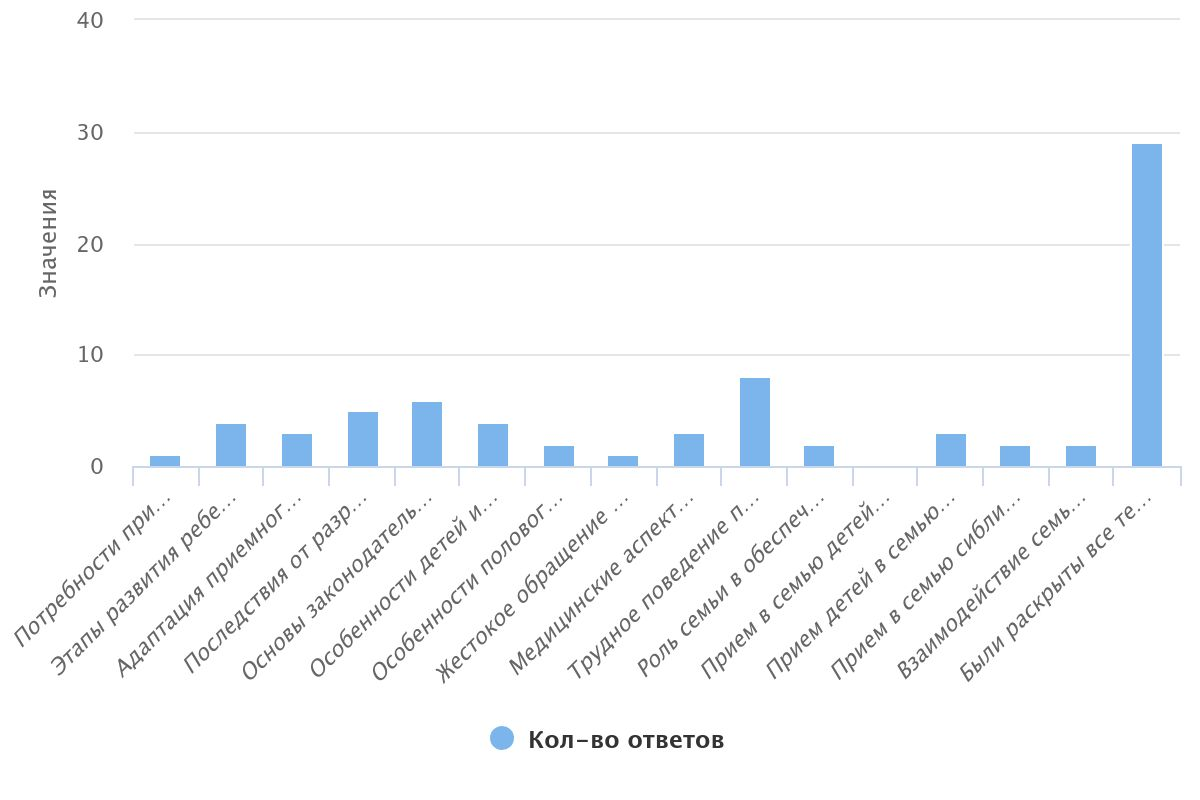 40
30
20
10
0
Значения
Потребности при...
Этапы развития ребе...
Адаптация приемног...
Последствия от разр...
Основы законодатель...
Особенности детей и...
Особенности половог...
Жестокое обращение ...
Медицинские аспект...
Трудное поведение п...
Роль семьи в обеспеч...
Прием в семью детей...
Прием детей в семью...
Прием в семью сибли...
Взаимодействие семь...
Были раскрыты все те...
Кол-во ответов